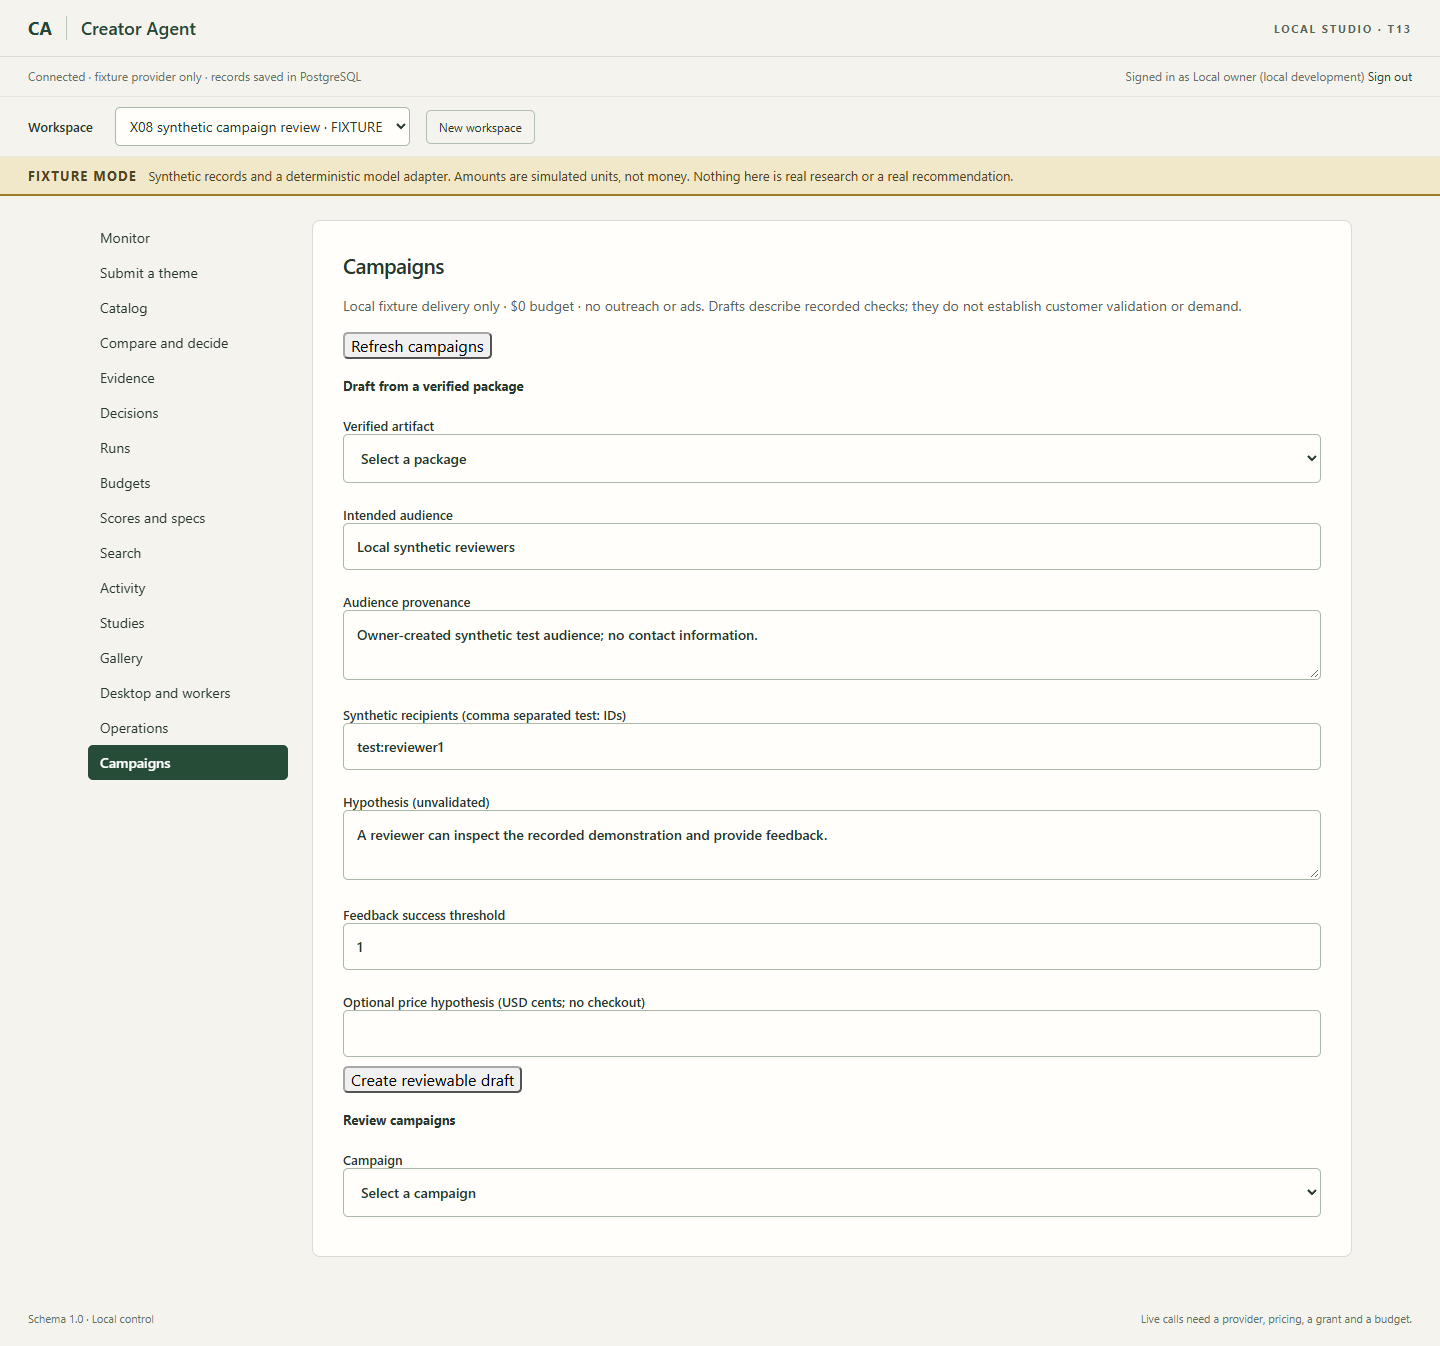 CA Creator Agent
LOCAL STUDIO · T13
Connected · fixture provider only · records saved in PostgreSQL
Signed in as Local owner (local development) Sign out
Workspace
X08 synthetic campaign review · FIXTURE
New workspace
FIXTURE MODE Synthetic records and a deterministic model adapter. Amounts are simulated units, not money. Nothing here is real research or a real recommendation.
Monitor
Submit a theme
Catalog
Compare and decide
Evidence
Decisions
Runs
Budgets
Scores and specs
Search
Activity
Studies
Gallery
Desktop and workers
Operations
Campaigns
Campaigns
Local fixture delivery only · $0 budget · no outreach or ads. Drafts describe recorded checks; they do not establish customer validation or demand.
Refresh campaigns
Draft from a verified package
Verified artifact
Select a package
Intended audience
Local synthetic reviewers
Audience provenance
Owner-created synthetic test audience; no contact information.
Synthetic recipients (comma separated test: IDs)
test:reviewer1
Hypothesis (unvalidated)
A reviewer can inspect the recorded demonstration and provide feedback.
Feedback success threshold
1
Optional price hypothesis (USD cents; no checkout)
Create reviewable draft
Review campaigns
Campaign
Select a campaign
Schema 1.0 · Local control
Live calls need a provider, pricing, a grant and a budget.